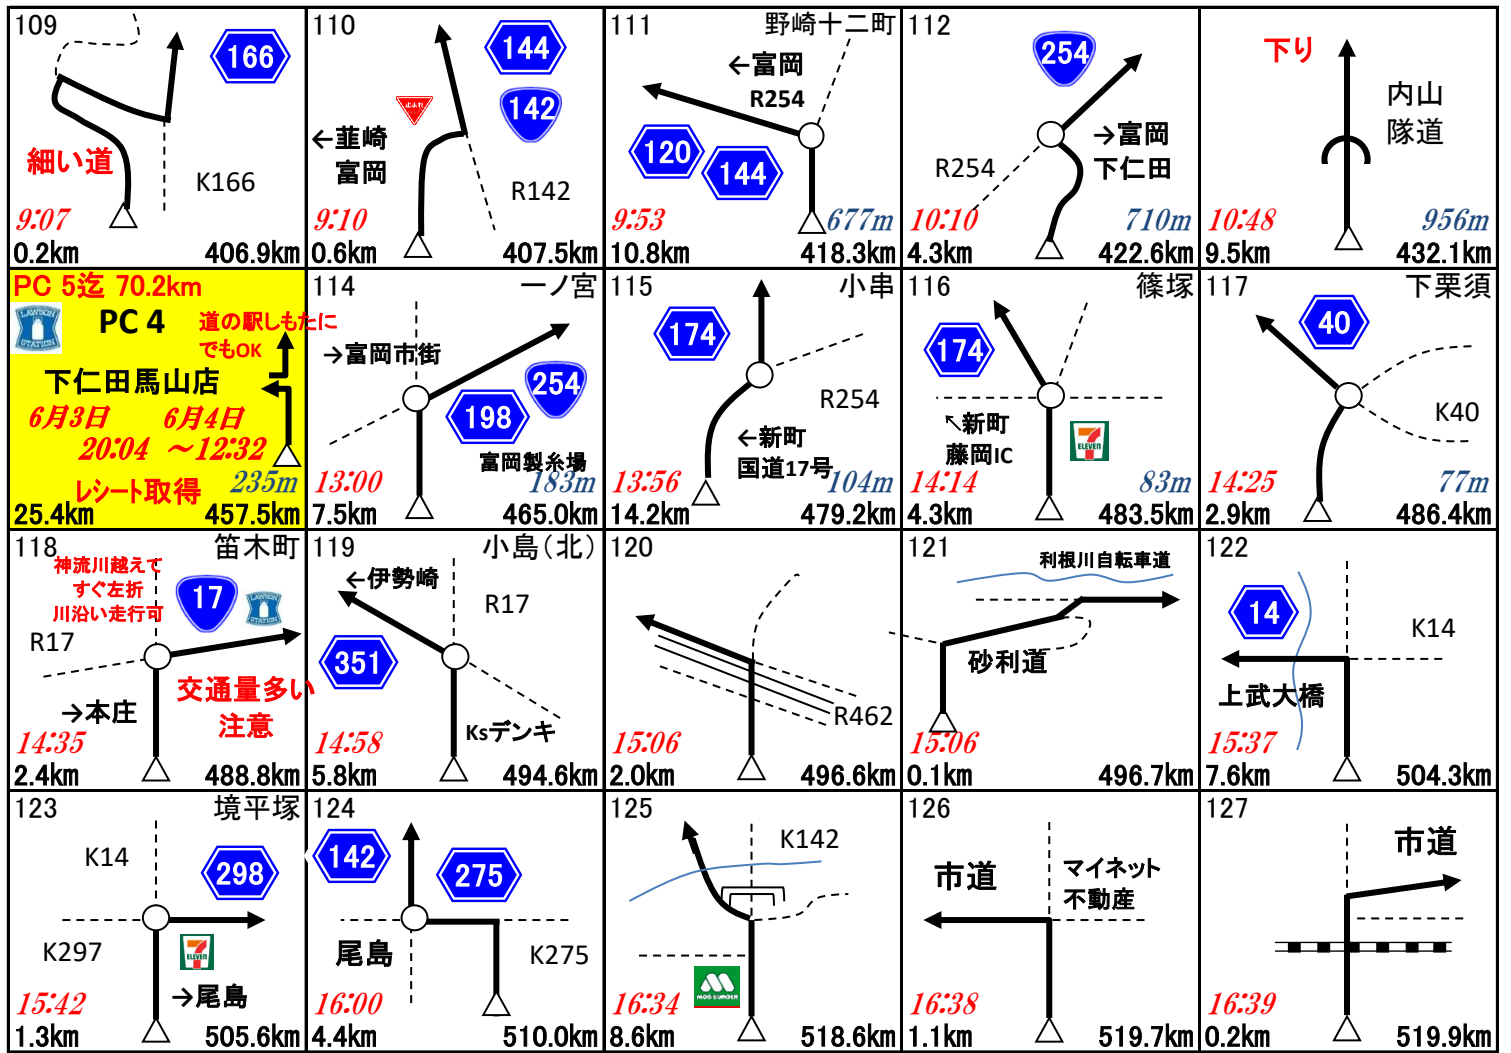 109
166
細い道
K166
9:07
0.2km
406.9km
110
144
142
止まれ
←韮崎
富岡
R142
9:10
0.6km
407.5km
111
野崎十二町
←富岡
R254
120
144
9:53
677m
10.8km
418.3km
112
254
→富岡
下仁田
R254
10:10
710m
4.3km
422.6km
下り
内山
隊道
10:48
956m
9.5km
432.1km
PC 5迄 70.2km
LAWSON
STATION
PC 4
道の駅しもたに
でもOK
下仁田馬山店
6月3日
6月4日
20:04 ～12:32
レシート取得
235m
25.4km
457.5km
114
一ノ宮
→富岡市街
254
198
富岡製糸場
13:00
183m
7.5km
465.0km
115
小串
174
R254
←新町
国道17号
13:56
104m
14.2km
479.2km
116
篠塚
174
↖新町
藤岡IC
7
ELEVEN
14:14
83m
4.3km
483.5km
117
下栗須
40
K40
14:25
77m
2.9km
486.4km
118
笛木町
神流川越えて
すぐ左折
川沿い走行可
17
LAWSON
STATION
R17
交通量多い
注意
→本庄
14:35
2.4km
488.8km
119
小島(北)
←伊勢崎
R17
351
Ksデンキ
14:58
5.8km
494.6km
120
R462
15:06
2.0km
496.6km
121
利根川自転車道
砂利道
15:06
0.1km
496.7km
122
14
K14
上武大橋
15:37
7.6km
504.3km
123
境平塚
K14
298
K297
7
ELEVEN
→尾島
15:42
1.3km
505.6km
124
142
275
尾島
K275
16:00
4.4km
510.0km
125
K142
MOS BURGER
16:34
8.6km
518.6km
126
市道
マイネット
不動産
16:38
1.1km
519.7km
127
市道
16:39
0.2km
519.9km